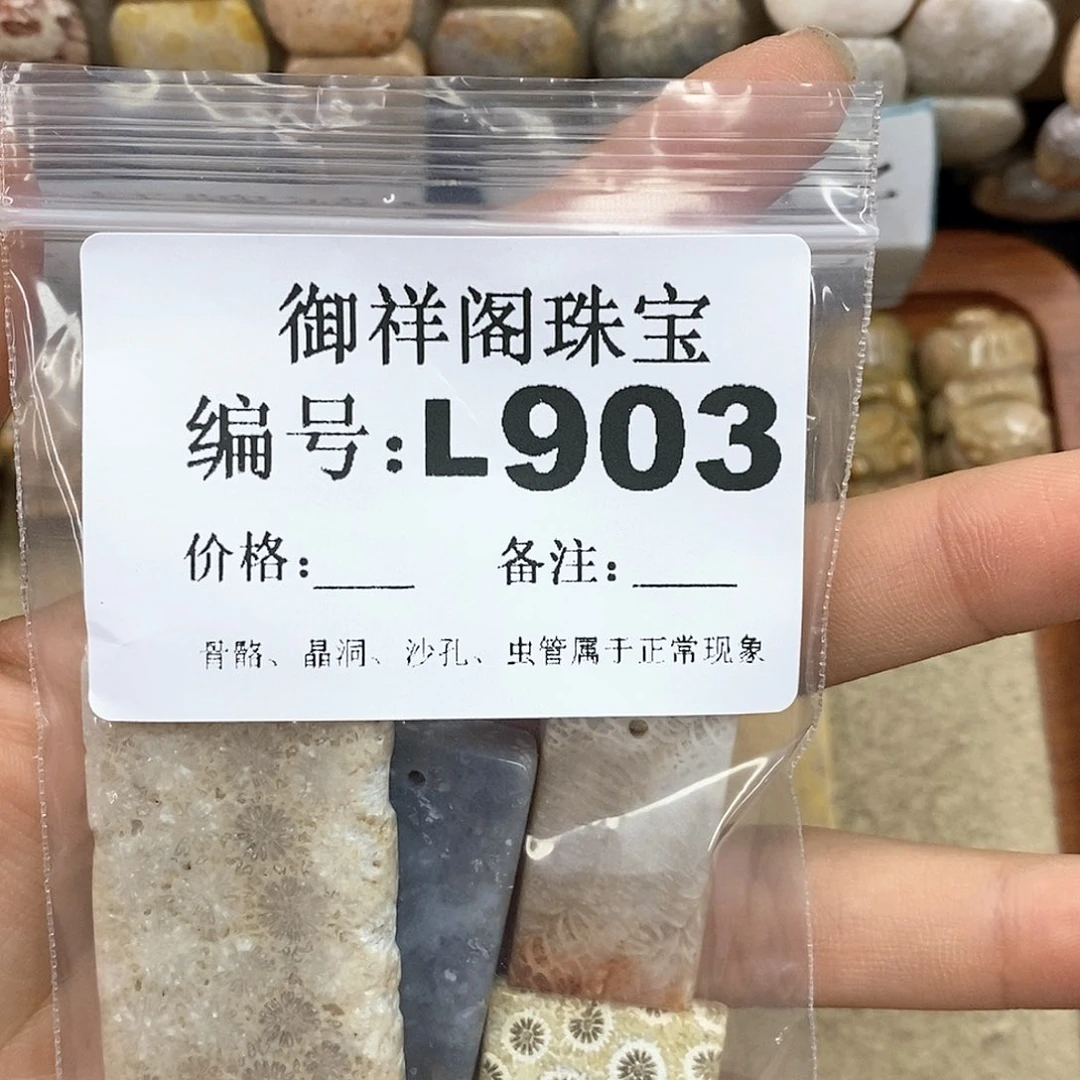 御祥阁珠宝
编号:L903
价格:____ 备注:____
骨骼、晶洞、沙孔、虫管属于正常现象